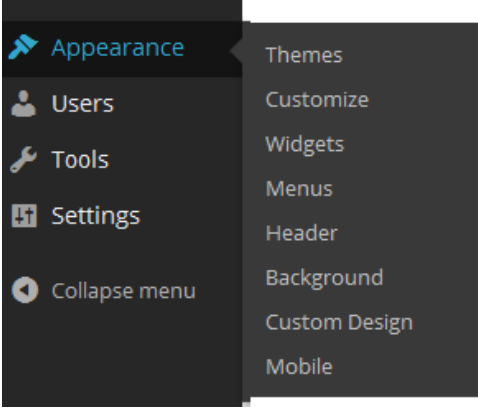 Appearance
Users
Tools
Settings
Collapse menu
Themes
Customize
Widgets
Menus
Header
Background
Custom Design
Mobile